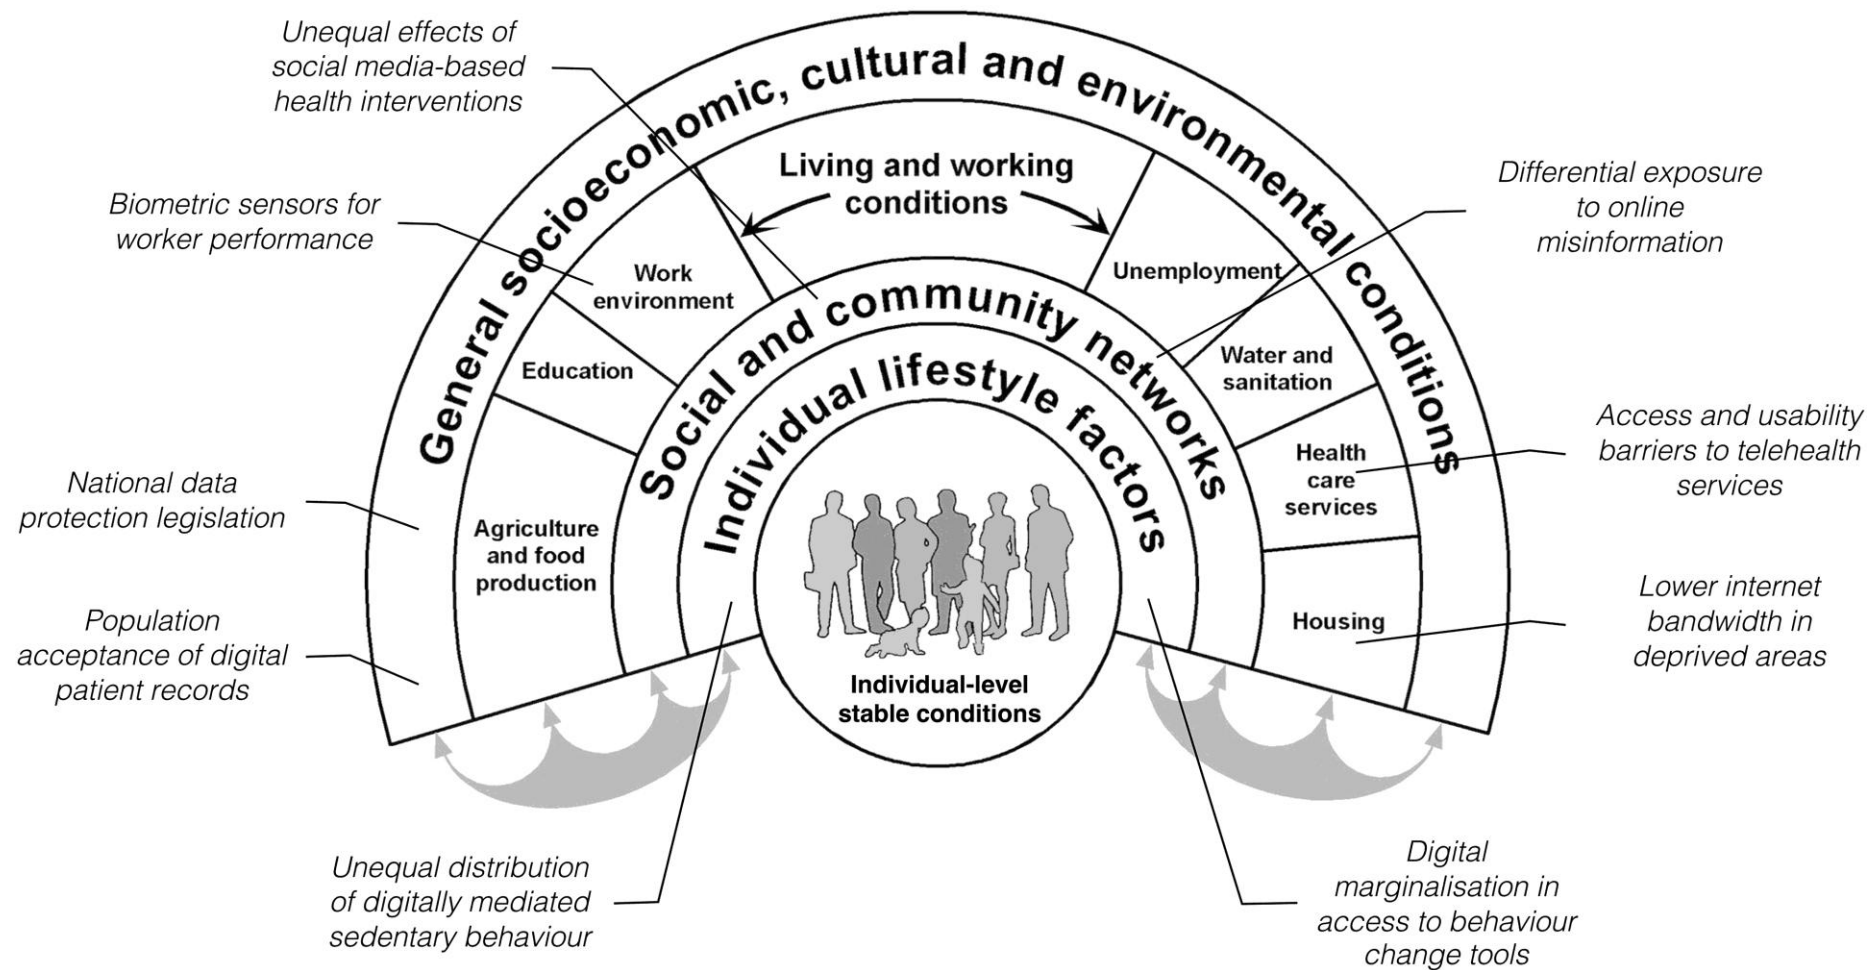 Unequal effects of
social media-based
health interventions
Biometric sensors for
worker performance
National data
protection legislation
Population
acceptance of digital
patient records
Unequal distribution
of digitally mediated
sedentary behaviour
General socioeconomic, cultural and environmental conditions
Living and working
conditions
Agriculture
and food
production
Education
Work
environment
Unemployment
Water and
sanitation
Health
care
services
Housing
Social and community networks
Individual lifestyle factors
Individual-level
stable conditions
Differential exposure
to online
misinformation
Access and usability
barriers to telehealth
services
Lower internet
bandwidth in
deprived areas
Digital
marginalisation in
access to behaviour
change tools